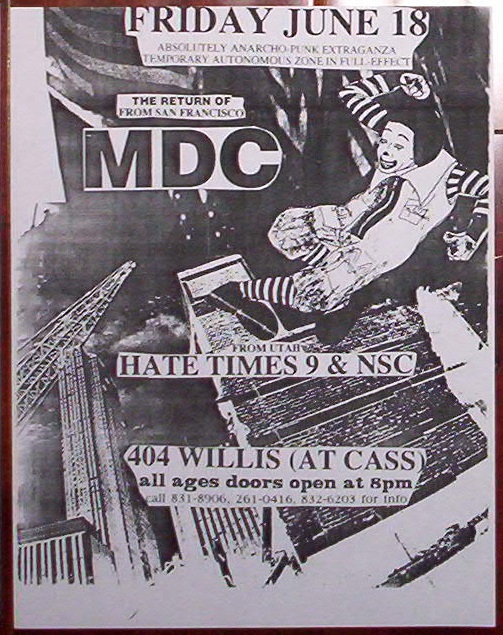 FRIDAY JUNE 18
ABSOLUTELY ANARCHO-PUNK EXTRAGANZA
TEMPORARY AUTONOMOUS ZONE IN FULL-EFFECT
THE RETURN OF
FROM SAN FRANCISCO
MDC
FROM UTAH
HATE TIMES 9 & NSC
404 WILLIS (AT CASS)
all ages doors open at 8pm
call 831-8906, 261-0416, 832-6203 for info